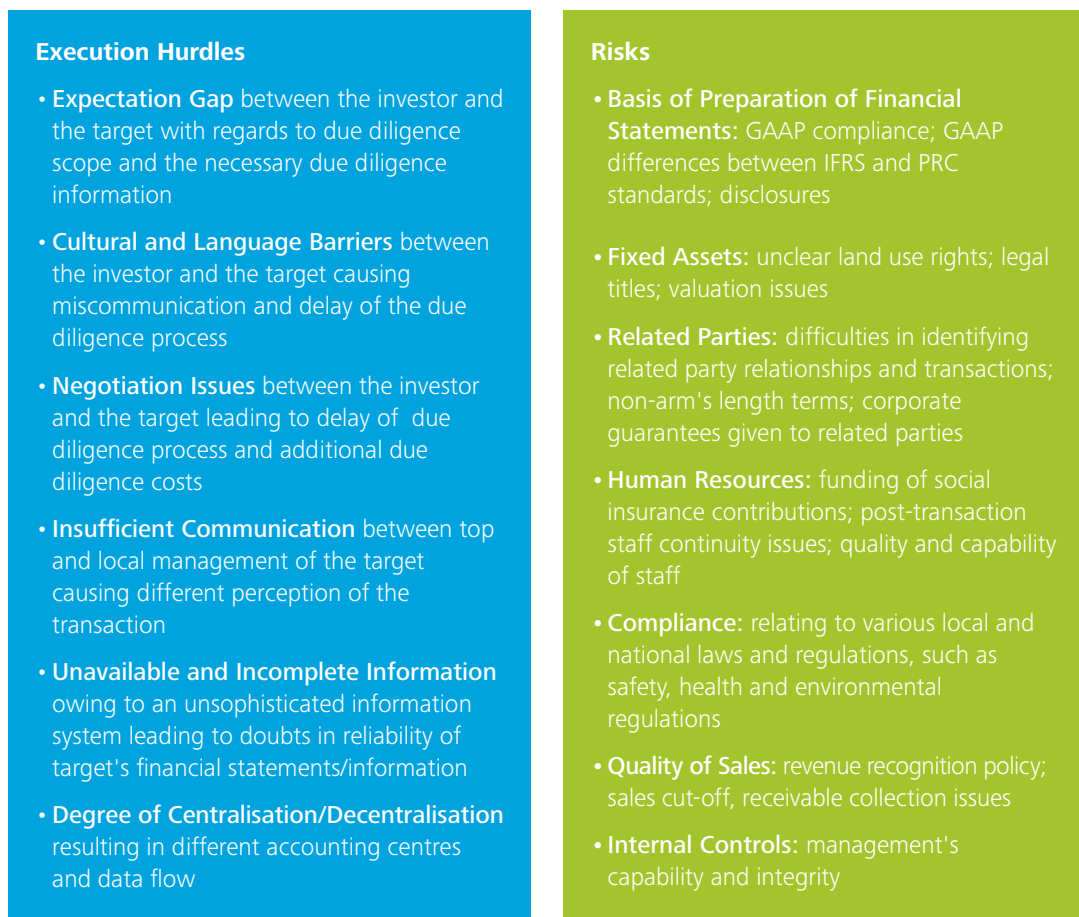 Execution Hurdles
• Expectation Gap between the investor and
the target with regards to due diligence
scope and the necessary due diligence
information
• Cultural and Language Barriers between
the investor and the target causing
miscommunication and delay of the due
diligence process
• Negotiation Issues between the investor
and the target leading to delay of due
diligence process and additional due
diligence costs
• Insufficient Communication between top
and local management of the target
causing different perception of the
transaction
• Unavailable and Incomplete Information
owing to an unsophisticated information
system leading to doubts in reliability of
target's financial statements/information
• Degree of Centralisation/Decentralisation
resulting in different accounting centres
and data flow
Risks
• Basis of Preparation of Financial
Statements: GAAP compliance; GAAP
differences between IFRS and PRC
standards; disclosures
• Fixed Assets: unclear land use rights; legal
titles; valuation issues
• Related Parties: difficulties in identifying
related party relationships and transactions;
non-arm's length terms; corporate
guarantees given to related parties
• Human Resources: funding of social
insurance contributions; post-transaction
staff continuity issues; quality and capability
of staff
• Compliance: relating to various local and
national laws and regulations, such as
safety, health and environmental
regulations
• Quality of Sales: revenue recognition policy;
sales cut-off, receivable collection issues
• Internal Controls: management's
capability and integrity